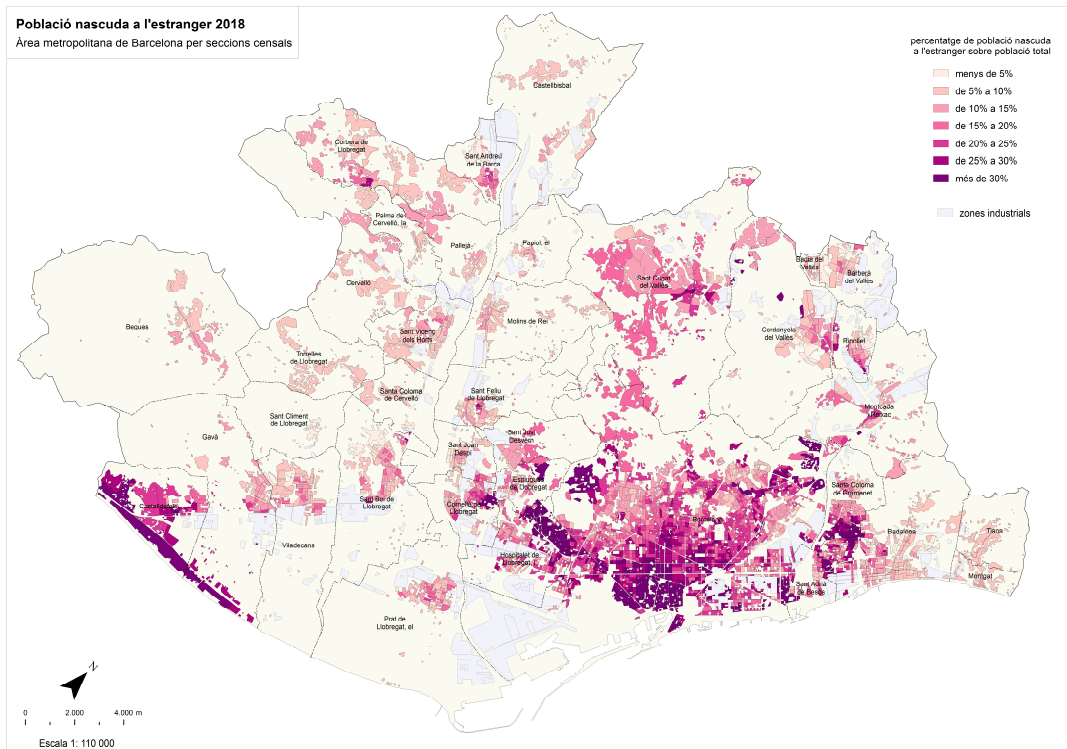 Població nascuda a l'estranger 2018
Àrea metropolitana de Barcelona per seccions censals
percentatge de població nascuda
a l'estranger sobre població total
menys de 5%
de 5% a 10%
de 10% a 15%
de 15% a 20%
de 20% a 25%
de 25% a 30%
més de 30%
zones industrials
Castellbisbal
Corbera de
Llobregat
Sant Andreu
de la Barca
Palma de
Cervelló, la
Pallejà
Papiol, el
Cervelló
Sant Cugat
del Vallès
Badia del
Vallès
Barberà
del Vallès
Begues
Sant Vicenç
dels Horts
Molins de Rei
Cerdanyola
del Vallès
Ripollet
Torrelles
de Llobregat
Santa Coloma
de Cervelló
Sant Feliu
de Llobregat
Montcada
i Reixac
Sant Climent
de Llobregat
Gavà
Sant Just
Desvern
Sant Joan
Despí
Esplugues
de Llobregat
Santa Coloma
de Gramenet
Castelldefels
Sant Boi de
Llobregat
Cornellà de
Llobregat
Barcelona
Badalona
Tiana
Viladecans
Hospitalet de
Llobregat, l'
Montgat
Sant Adrià
de Besòs
Prat de
Llobregat, el
N
0 2.000 4.000 m
Escala 1: 110 000